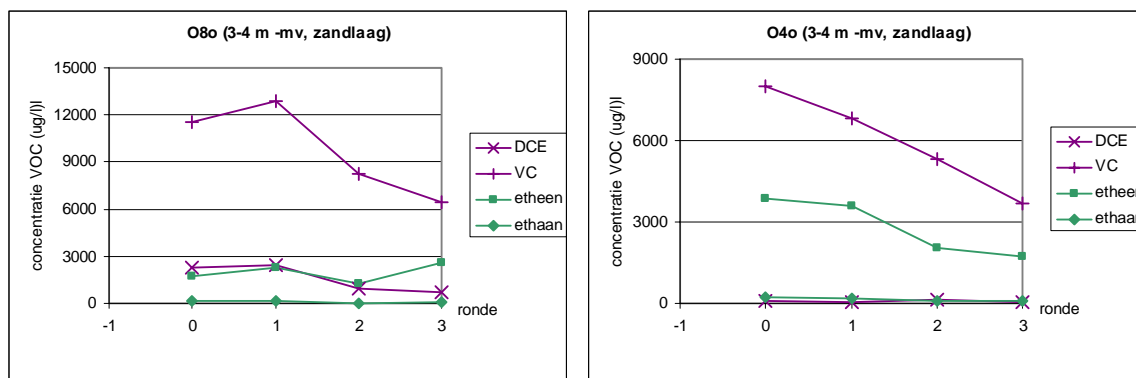 O8o (3-4 m -mv, zandlaag)
concentratie VOC (ug/l)l
15000
12000
9000
6000
3000
0
-1 0 1 2 3
ronde
DCE
VC
etheen
ethaan
O4o (3-4 m -mv, zandlaag)
concentratie VOC (ug/l)l
9000
6000
3000
0
-1 0 1 2 3
ronde
DCE
VC
etheen
ethaan